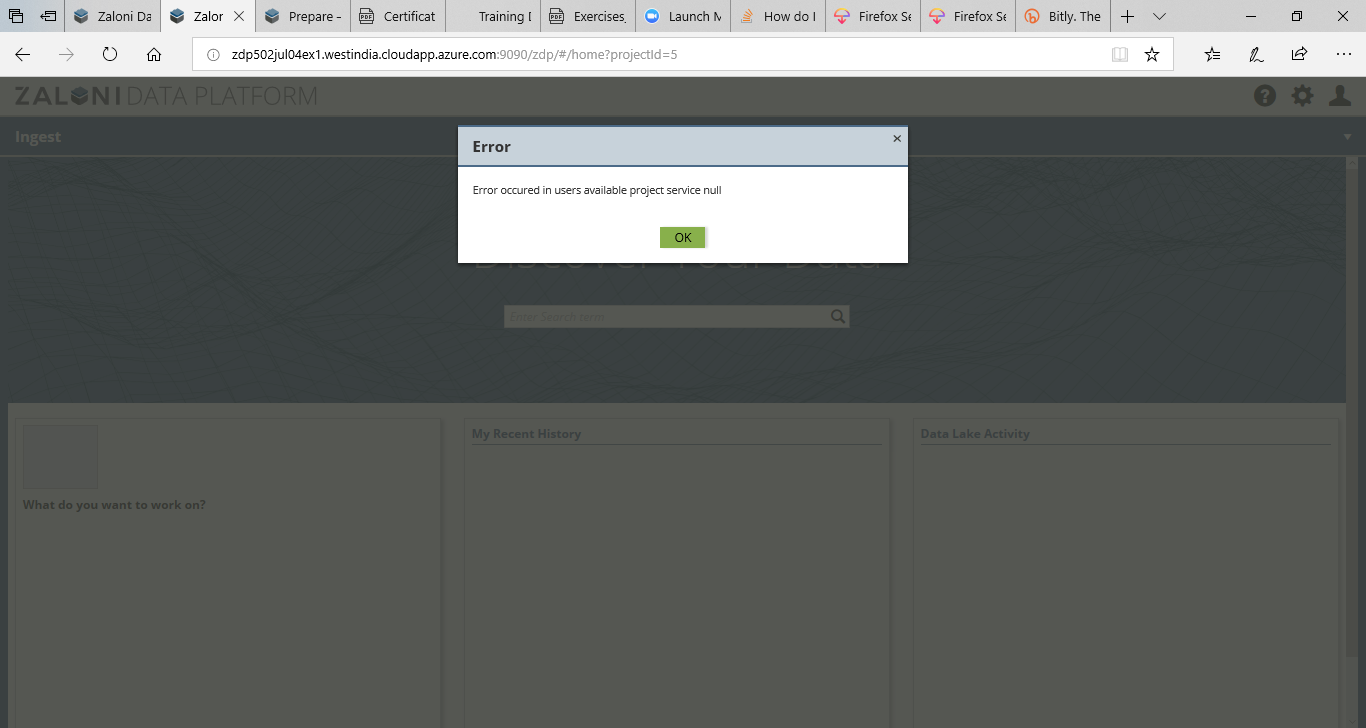 Zaloni Da
Zalor
Prepare -
Certificat
Training D
Exercises
Launch M
How do I
Firefox Se
Firefox Se
Bitly. The
zdp502jul04ex1.westindia.cloudapp.azure.com:9090/zdp/#/home?projectId=5
ZALONI DATA PLATFORM
Ingest
Error
Error occured in users available project service null
OK
Discover Your Data
Enter Search term
What do you want to work on?
My Recent History
Data Lake Activity